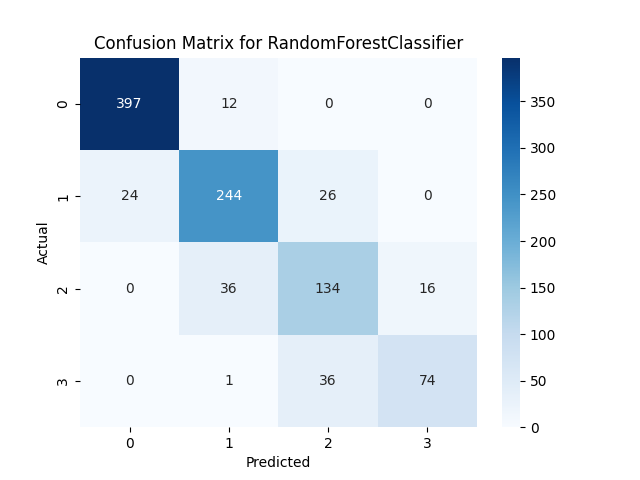 Confusion Matrix for RandomForestClassifier
0 397 12 0 0
1 24 244 26 0
2 0 36 134 16
3 0 1 36 74
0 1 2 3
Actual
Predicted
350
300
250
200
150
100
50
0